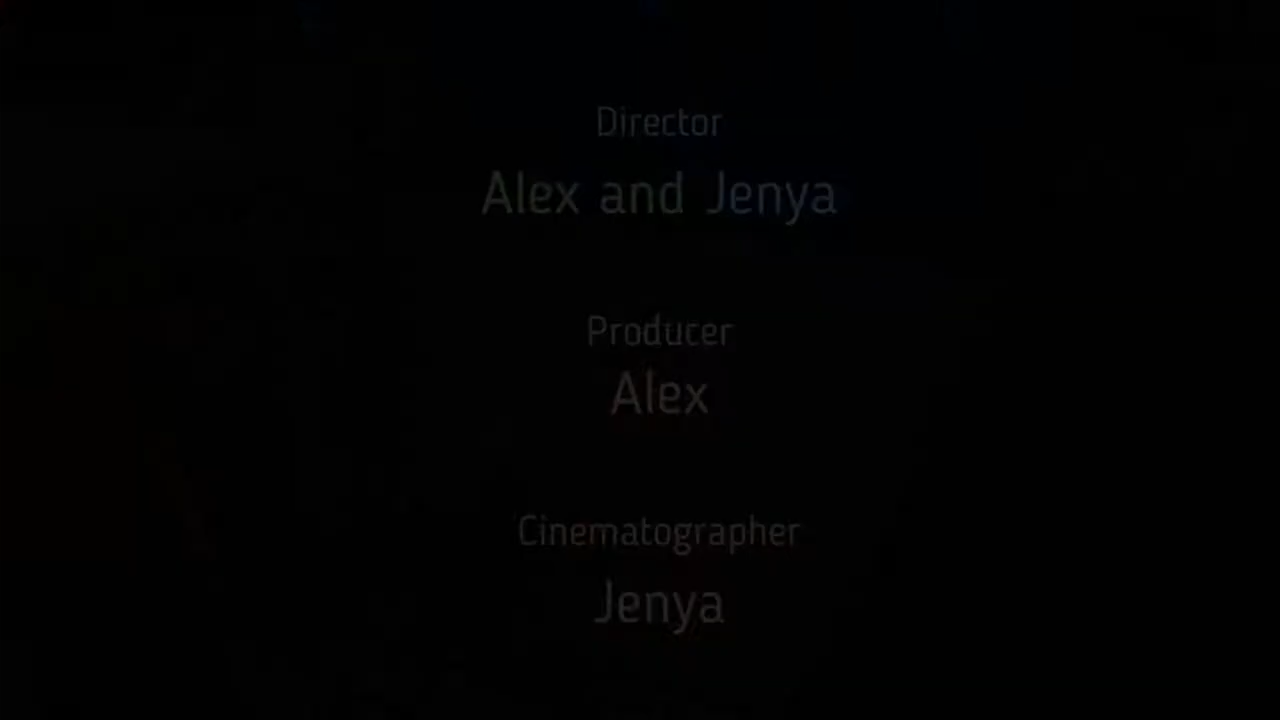 Director
Alex and Jenya
Producer
Alex
Cinematographer
Jenya